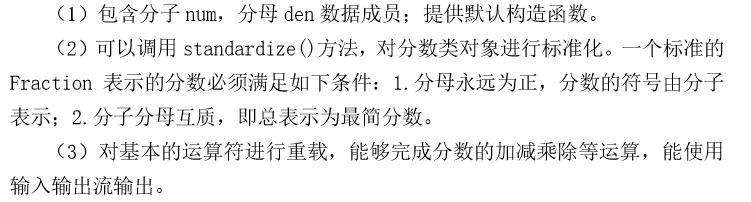 （1）包含分子 num，分母 den 数据成员；提供默认构造函数。
（2）可以调用 standardize()方法，对分数类对象进行标准化。一个标准的
Fraction 表示的分数必须满足如下条件：1.分母永远为正，分数的符号由分子
表示；2.分子分母互质，即总表示为最简分数。
（3）对基本的运算符进行重载，能够完成分数的加减乘除等运算，能使用
输入输出流输出。